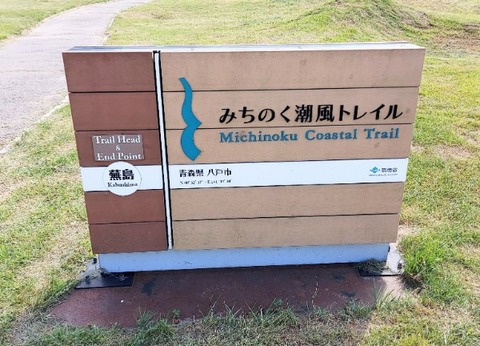 みちのく潮風トレイル
Michinoku Coastal Trail
Trail Head
&
End Point
蕪島
Kabushima
青森県 八戸市
環境省